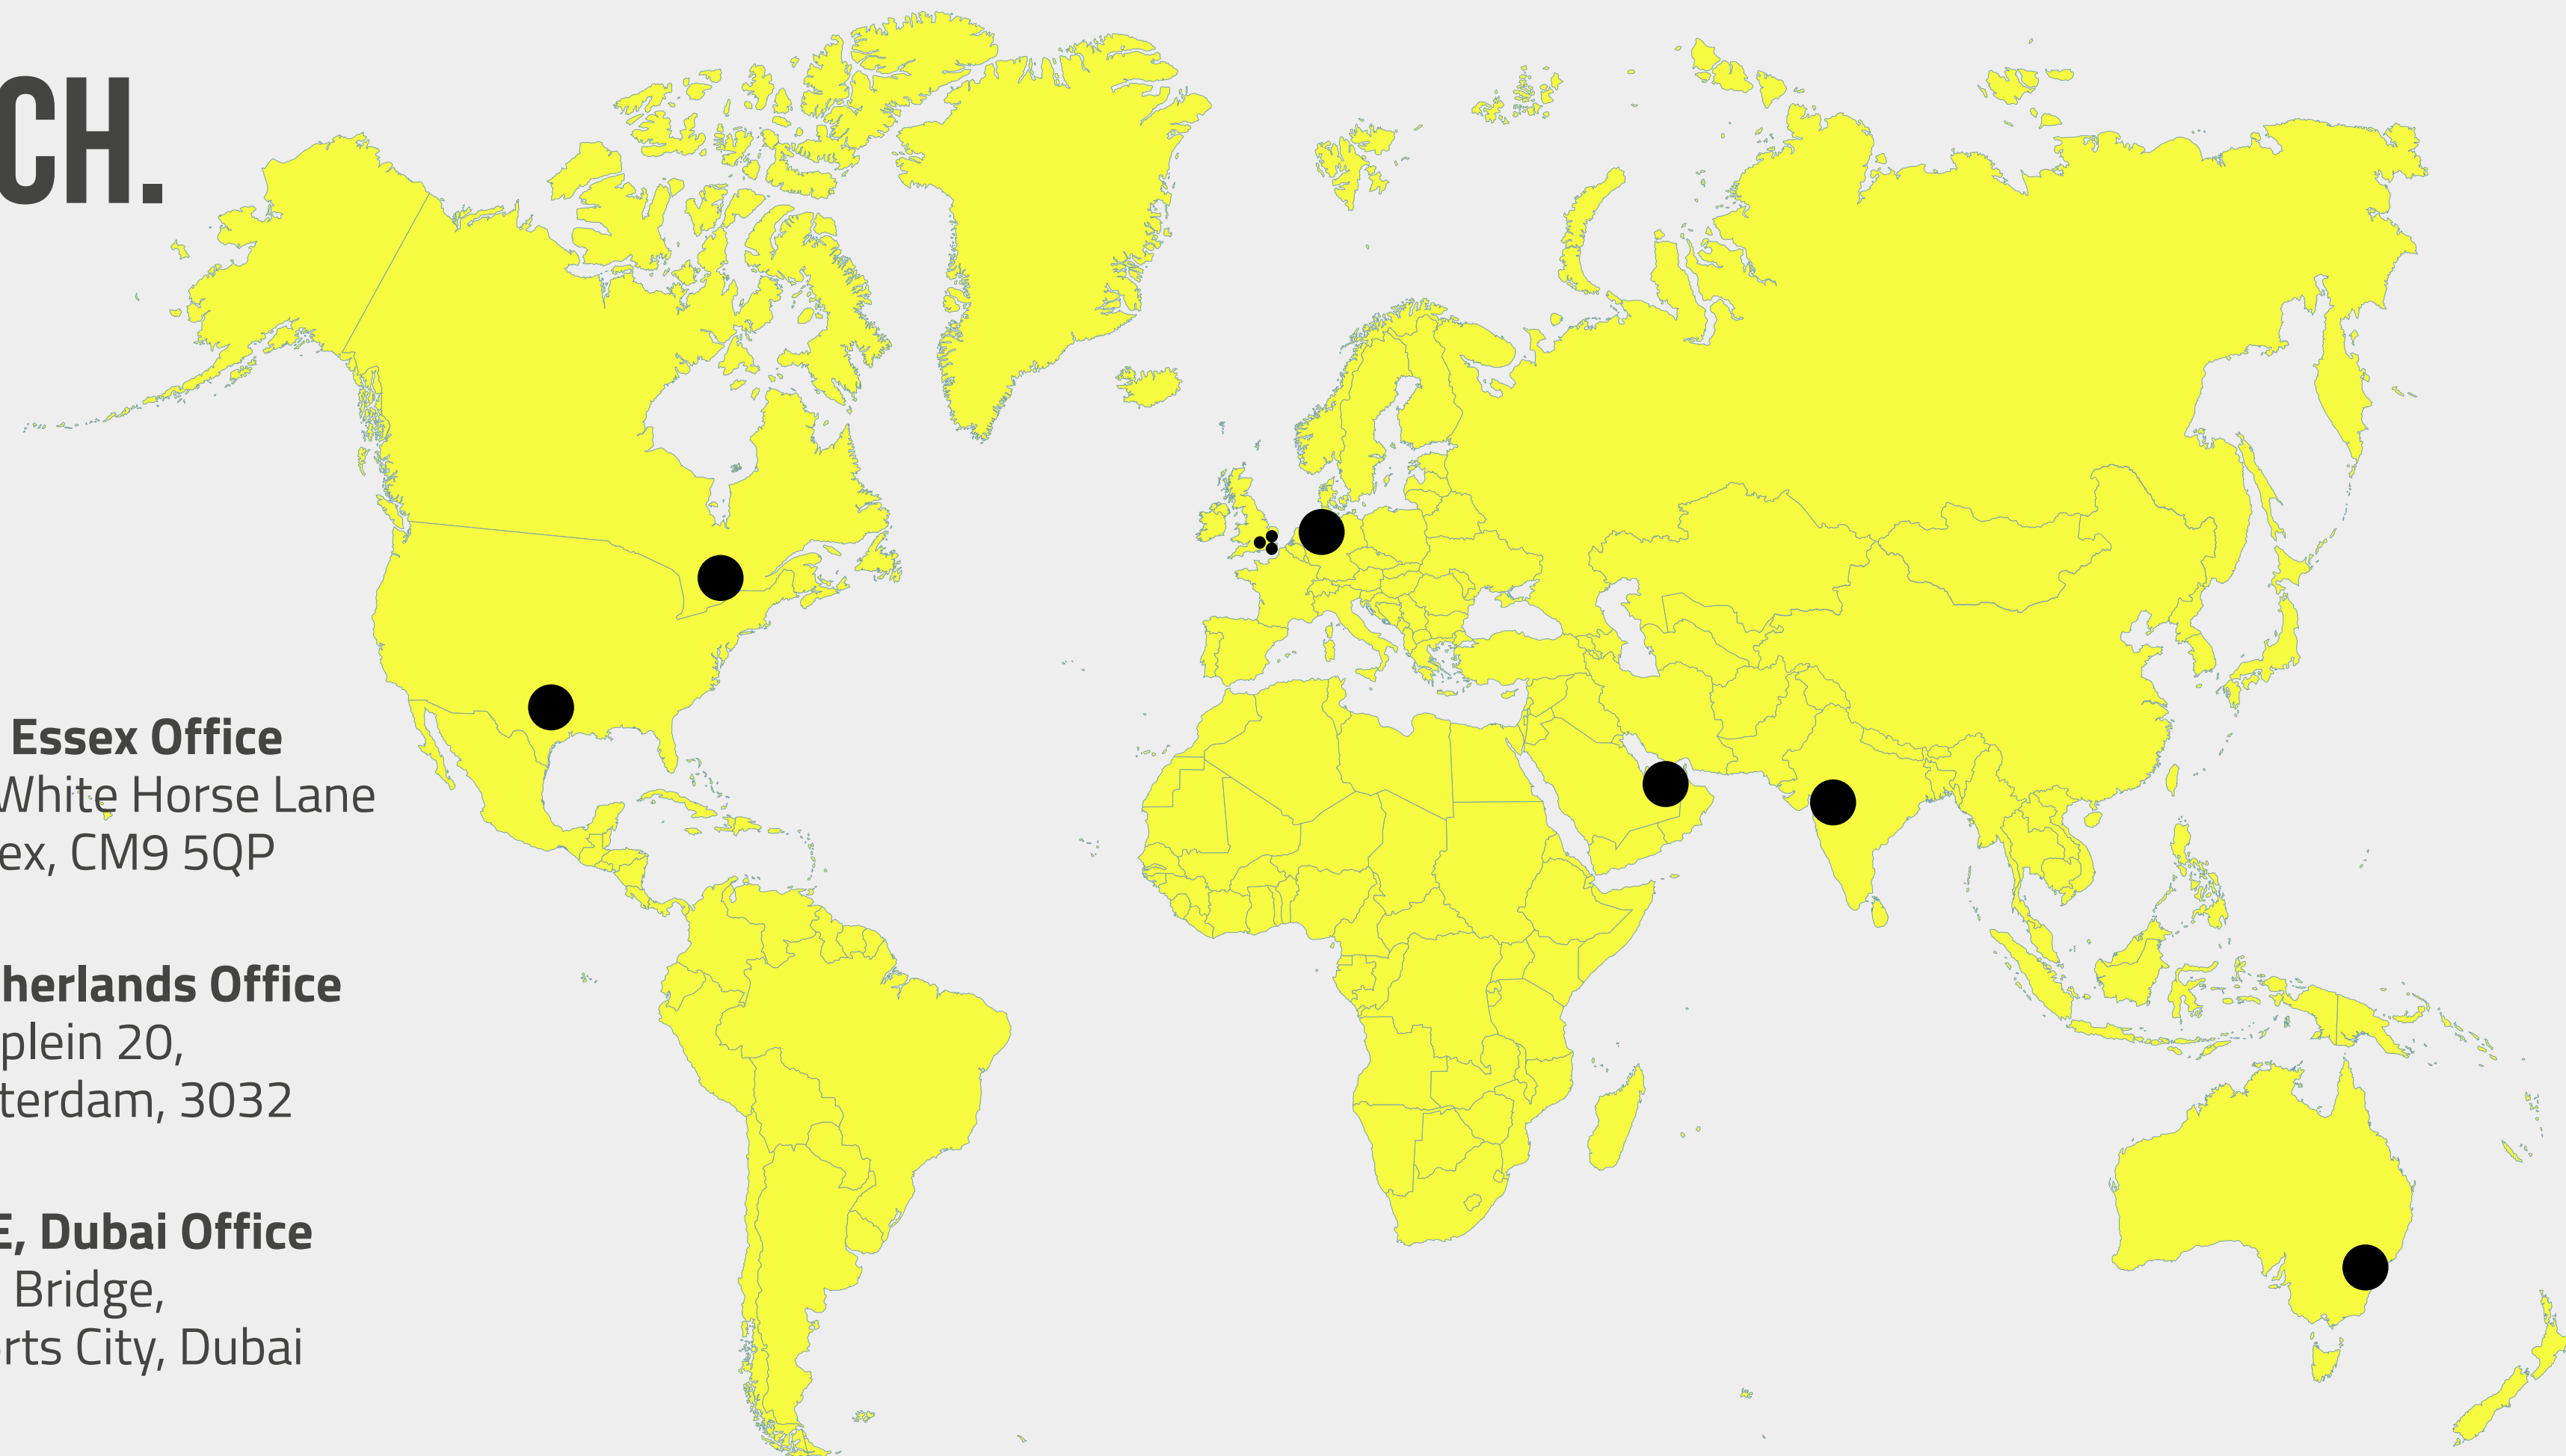 CH.
Essex Office
White Horse Lane
ex, CM9 5QP
herlands Office
plein 20,
terdam, 3032
E, Dubai Office
Bridge,
rts City, Dubai